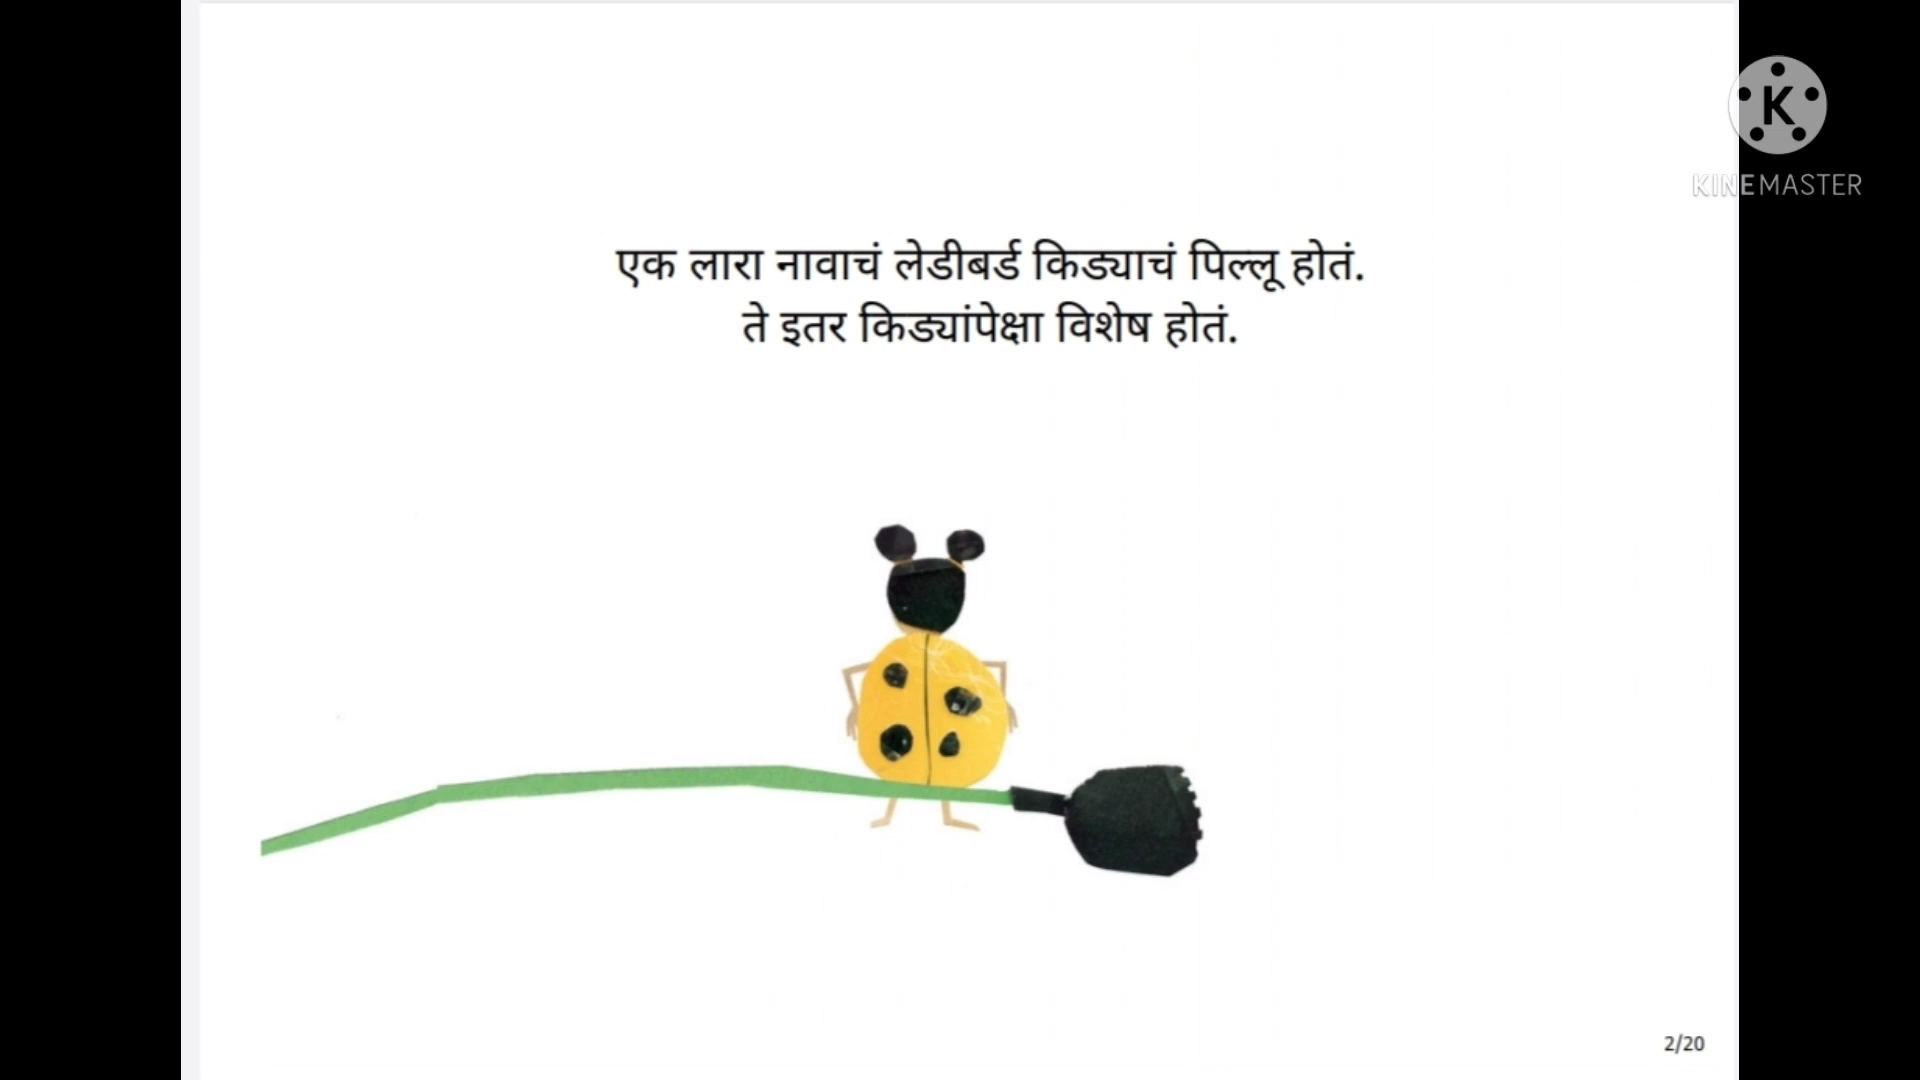 K
KINEMASTER
एक लारा नावाचं लेडीबर्ड किड्याचं पिल्लू होतं.
ते इतर किड्यांपेक्षा विशेष होतं.
2/20